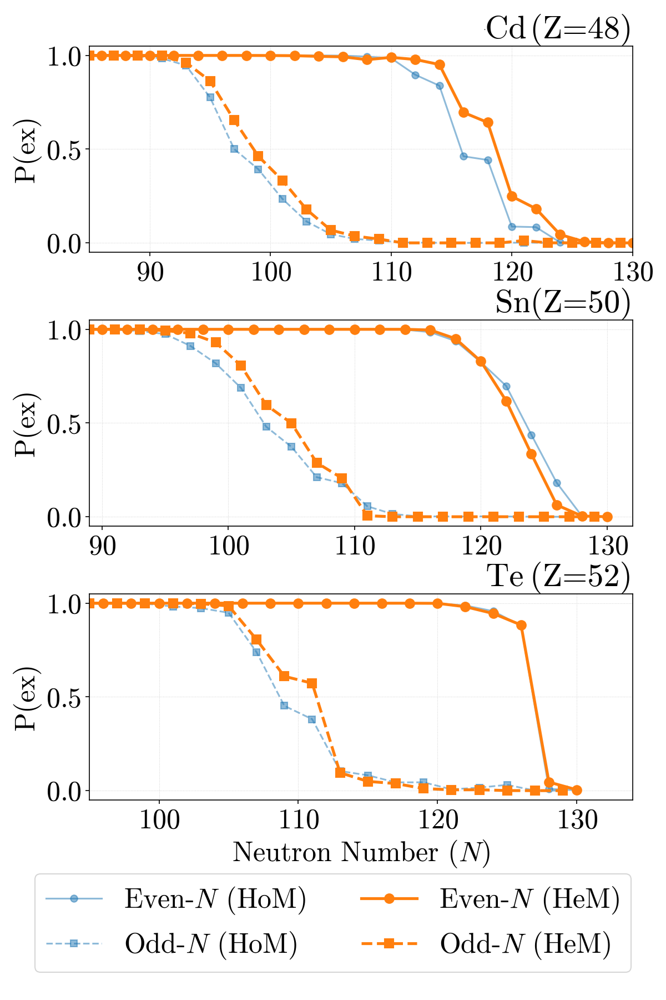 Cd (Z=48)
1.0
0.5
0.0
P(ex)
90 100 110 120 130
Sn(Z=50)
1.0
0.5
0.0
P(ex)
90 100 110 120 130
Te (Z=52)
1.0
0.5
0.0
P(ex)
100 110 120 130
Neutron Number (N)
Even-N (HoM) Even-N (HeM)
Odd-N (HoM) Odd-N (HeM)